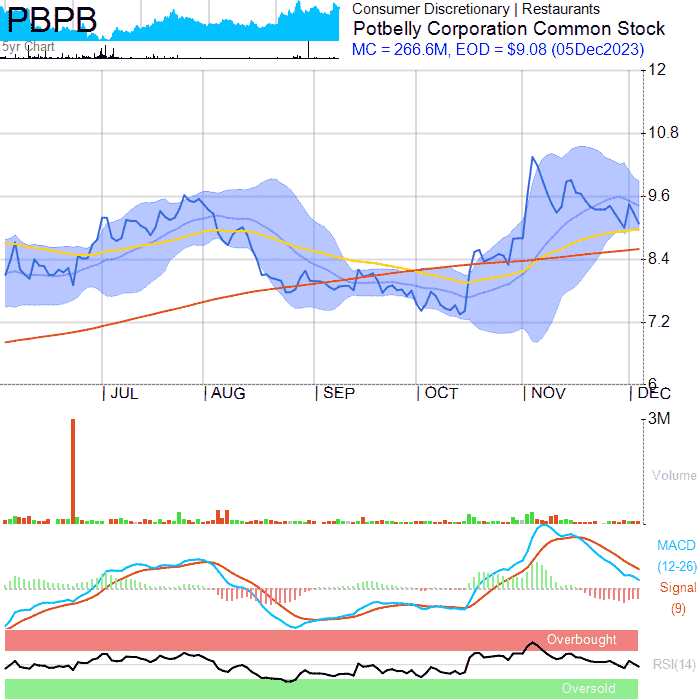 PBPB
5yr Chart
Consumer Discretionary | Restaurants
Potbelly Corporation Common Stock
MC = 266.6M, EOD = $9.08 (05Dec2023)
12
10.8
9.6
8.4
7.2
6
JUL AUG SEP OCT NOV DEC
3M
Volume
MACD
(12-26)
Signal
(9)
Overbought
RSI(14)
Oversold